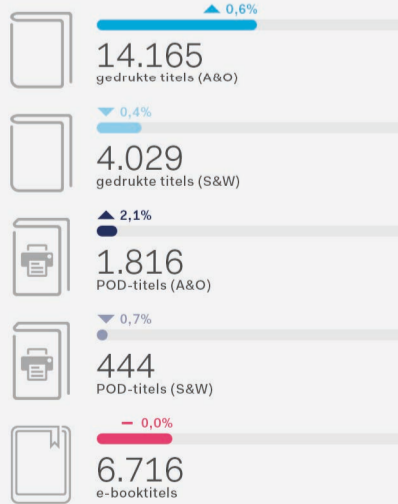 ▲ 0,6%
14.165
gedrukte titels (A&O)
▼ 0,4%
4.029
gedrukte titels (S&W)
▲ 2,1%
1.816
POD-titels (A&O)
▼ 0,7%
444
POD-titels (S&W)
– 0,0%
6.716
e-booktitels